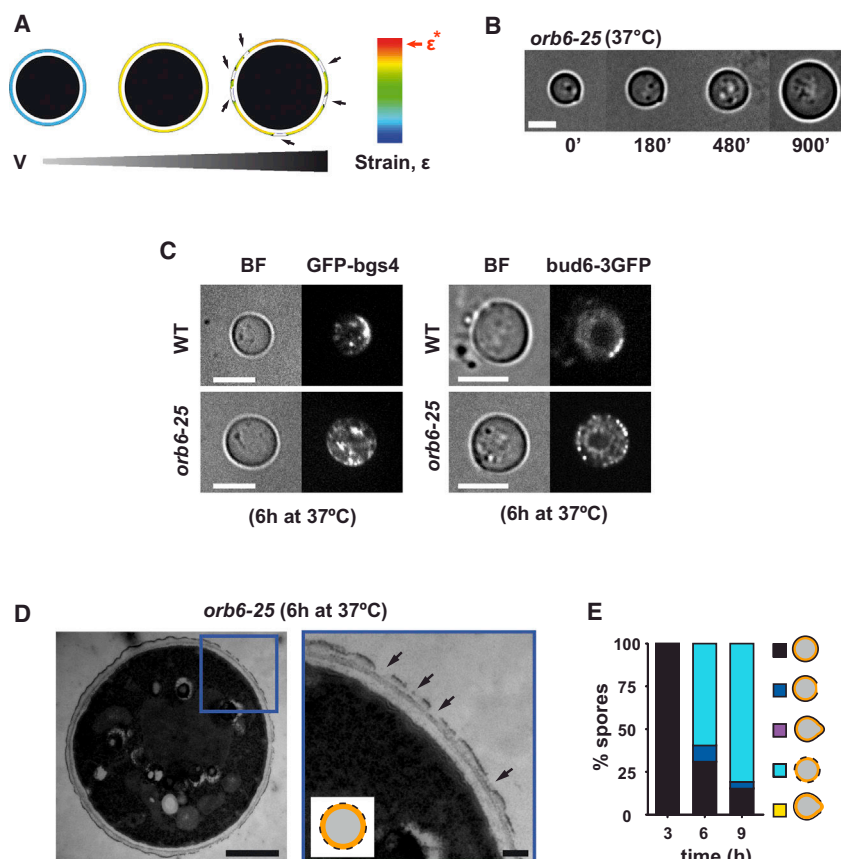 A
ε*
V
Strain, ε
B
orb6-25 (37°C)
0' 180' 480' 900'
C
BF GFP-bgs4 BF bud6-3GFP
WT WT
orb6-25 orb6-25
(6h at 37ºC) (6h at 37ºC)
D
orb6-25 (6h at 37ºC)
E
100
75
50
25
0
% spores
3 6 9
time (h)